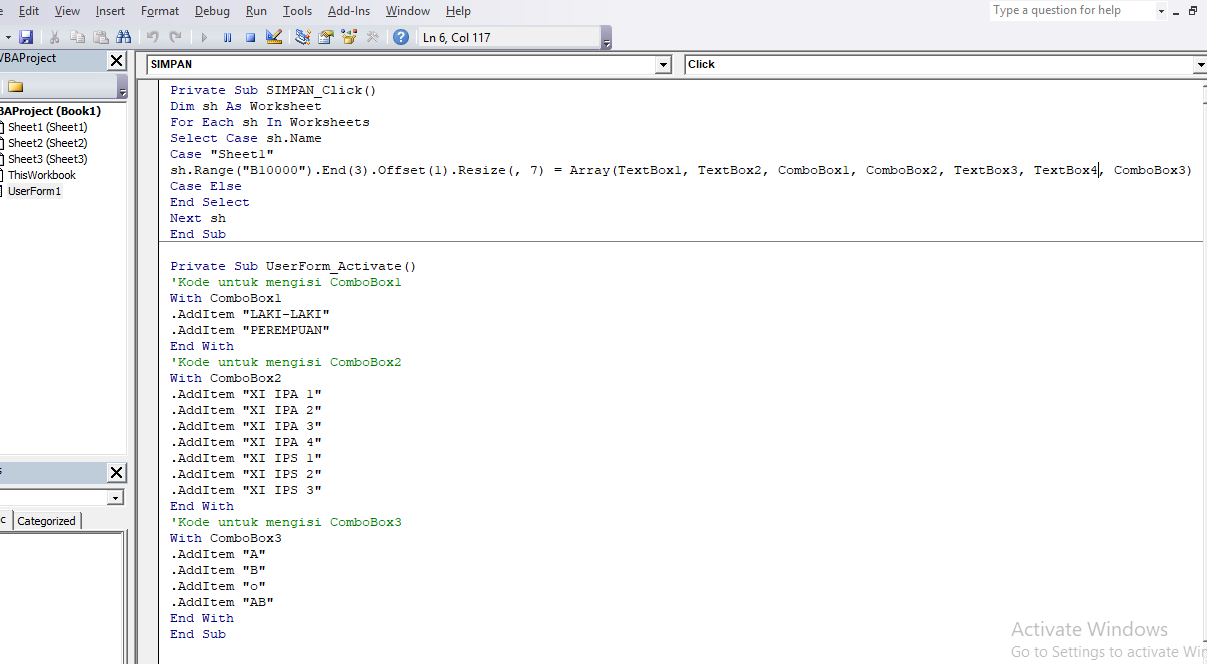 Edit View Insert Format Debug Run Tools Add-Ins Window Help Type a question for help
Ln 6, Col 117
VBAProject
SIMPAN Click
Private Sub SIMPAN_Click()
BAProject (Book1)
Dim sh As Worksheet
Sheet1 (Sheet1)
For Each sh In Worksheets
Sheet2 (Sheet2)
Select Case sh.Name
Sheet3 (Sheet3)
Case "Sheet1"
ThisWorkbook
sh.Range("B10000").End(3).Offset(1).Resize(, 7) = Array(TextBox1, TextBox2, ComboBox1, ComboBox2, TextBox3, TextBox4, ComboBox3)
UserForm1
Case Else
End Select
Next sh
End Sub
Private Sub UserForm_Activate()
'Kode untuk mengisi ComboBox1
With ComboBox1
.AddItem "LAKI-LAKI"
.AddItem "PEREMPUAN"
End With
'Kode untuk mengisi ComboBox2
With ComboBox2
.AddItem "XI IPA 1"
.AddItem "XI IPA 2"
.AddItem "XI IPA 3"
.AddItem "XI IPA 4"
.AddItem "XI IPS 1"
.AddItem "XI IPS 2"
.AddItem "XI IPS 3"
End With
Categorized
'Kode untuk mengisi ComboBox3
With ComboBox3
.AddItem "A"
.AddItem "B"
.AddItem "o"
.AddItem "AB"
End With
End Sub
Activate Windows
Go to Settings to activate Win